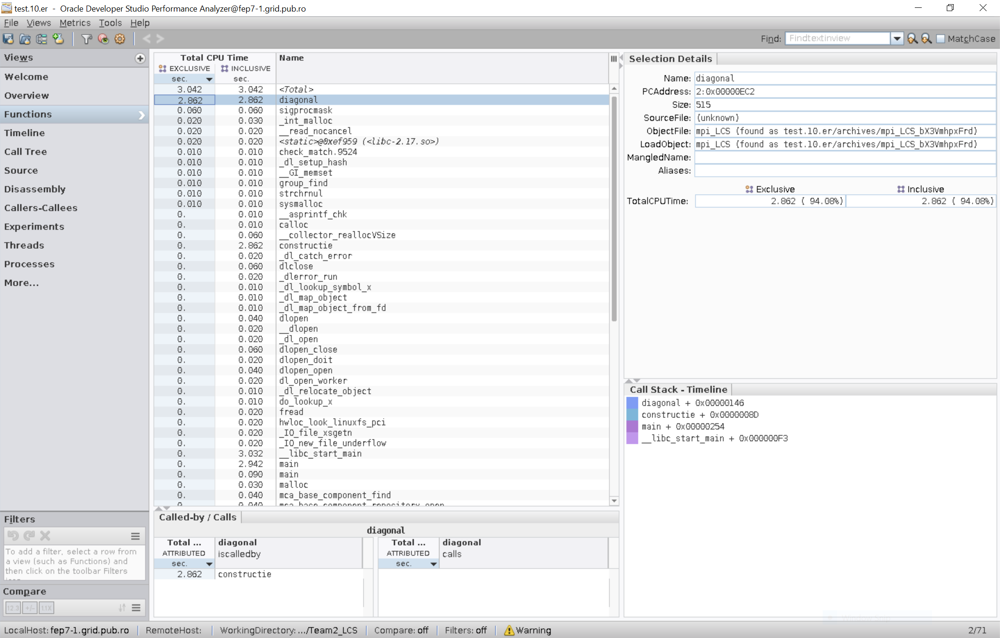 test.10.er - Oracle Developer Studio Performance Analyzer@fep7-1.grid.pub.ro
File Views Metrics Tools Help
Find: Findtextinview MatchCase
Views
Welcome
Overview
Functions
Timeline
Call Tree
Source
Disassembly
Callers-Callees
Experiments
Threads
Processes
More...
Filters
To add a filter, select a row from
a view (such as Functions) and
then click on the toolbar Filters
Compare
12.3 +/- 1.1X
Total CPU Time Name
EXCLUSIVE INCLUSIVE
sec. sec.
3.042 3.042 <Total>
2.862 2.862 diagonal
0.060 0.060 sigprocmask
0.020 0.030 _int_malloc
0.020 0.020 __read_nocancel
0.020 0.020 <static>@0xef959 (<libc-2.17.so>)
0.010 0.010 check_match.9524
0.010 0.010 _dl_setup_hash
0.010 0.010 __GI_memset
0.010 0.010 group_find
0.010 0.010 strchrnul
0.010 0.010 sysmalloc
0. 0.010 __asprintf_chk
0. 0.010 calloc
0. 0.060 __collector_reallocVSize
0. 2.862 constructie
0. 0.020 _dl_catch_error
0. 0.060 dlclose
0. 0.020 _dlerror_run
0. 0.010 _dl_lookup_symbol_x
0. 0.010 _dl_map_object
0. 0.010 _dl_map_object_from_fd
0. 0.040 dlopen
0. 0.020 __dlopen
0. 0.020 _dl_open
0. 0.060 dlopen_close
0. 0.020 dlopen_doit
0. 0.040 dlopen_open
0. 0.020 dl_open_worker
0. 0.010 _dl_relocate_object
0. 0.010 do_lookup_x
0. 0.020 fread
0. 0.020 hwloc_look_linuxfs_pci
0. 0.020 _IO_file_xsgetn
0. 0.020 _IO_new_file_underflow
0. 3.032 __libc_start_main
0. 2.942 main
0. 0.090 main
0. 0.030 malloc
0. 0.040 mca_base_component_find
0. 0.040 mca_base_component_repository_open
Called-by / Calls
diagonal
Total ... diagonal
ATTRIBUTED iscalledby
sec.
2.862 constructie
Total ... diagonal
ATTRIBUTED calls
sec.
Selection Details
Name: diagonal
PCAddress: 2:0x00000EC2
Size: 515
SourceFile: (unknown)
ObjectFile: mpi_LCS (found as test.10.er/archives/mpi_LCS_bX3VmhpxFrd)
LoadObject: mpi_LCS (found as test.10.er/archives/mpi_LCS_bX3VmhpxFrd)
MangledName:
Aliases:
Exclusive Inclusive
TotalCPUTime: 2.862 ( 94.08%) 2.862 ( 94.08%)
Call Stack - Timeline
diagonal + 0x00000146
constructie + 0x0000008D
main + 0x00000254
__libc_start_main + 0x000000F3
LocalHost: fep7-1.grid.pub.ro RemoteHost: WorkingDirectory: .../Team2_LCS Compare: off Filters: off Warning 2/71